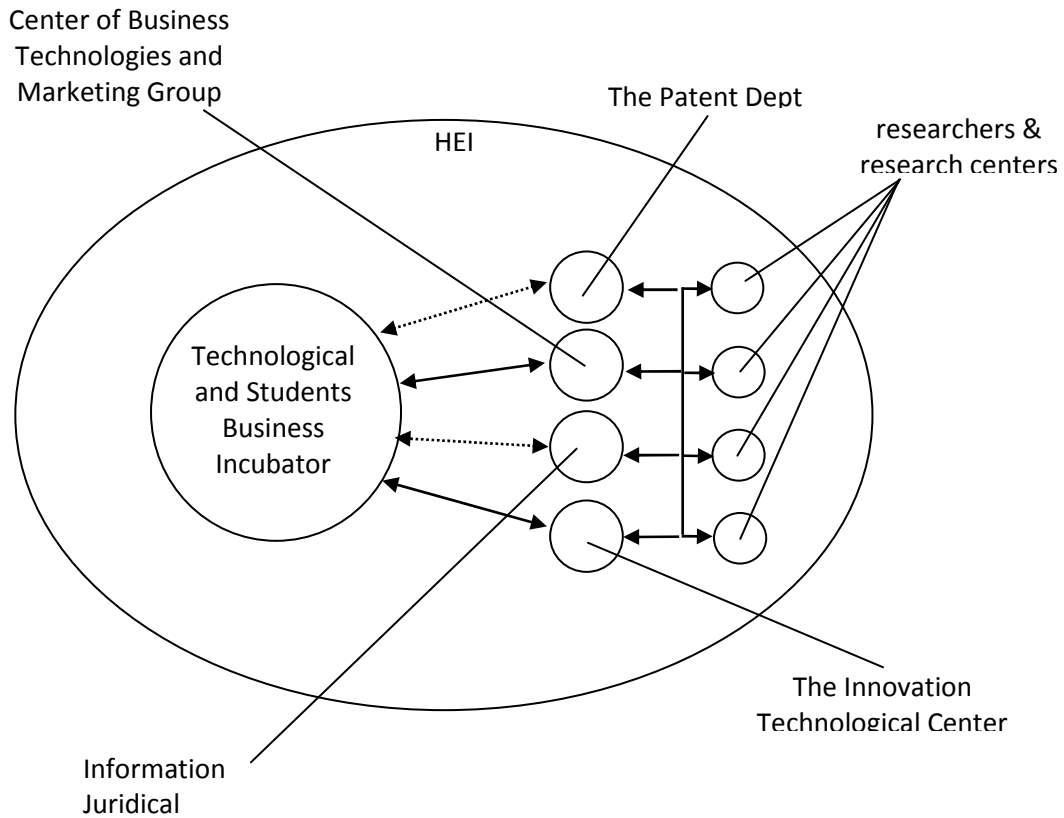 Center of Business
Technologies and
Marketing Group
The Patent Dept
researchers &
research centers
HEI
Technological
and Students
Business
Incubator
The Innovation
Technological Center
Information
Juridical